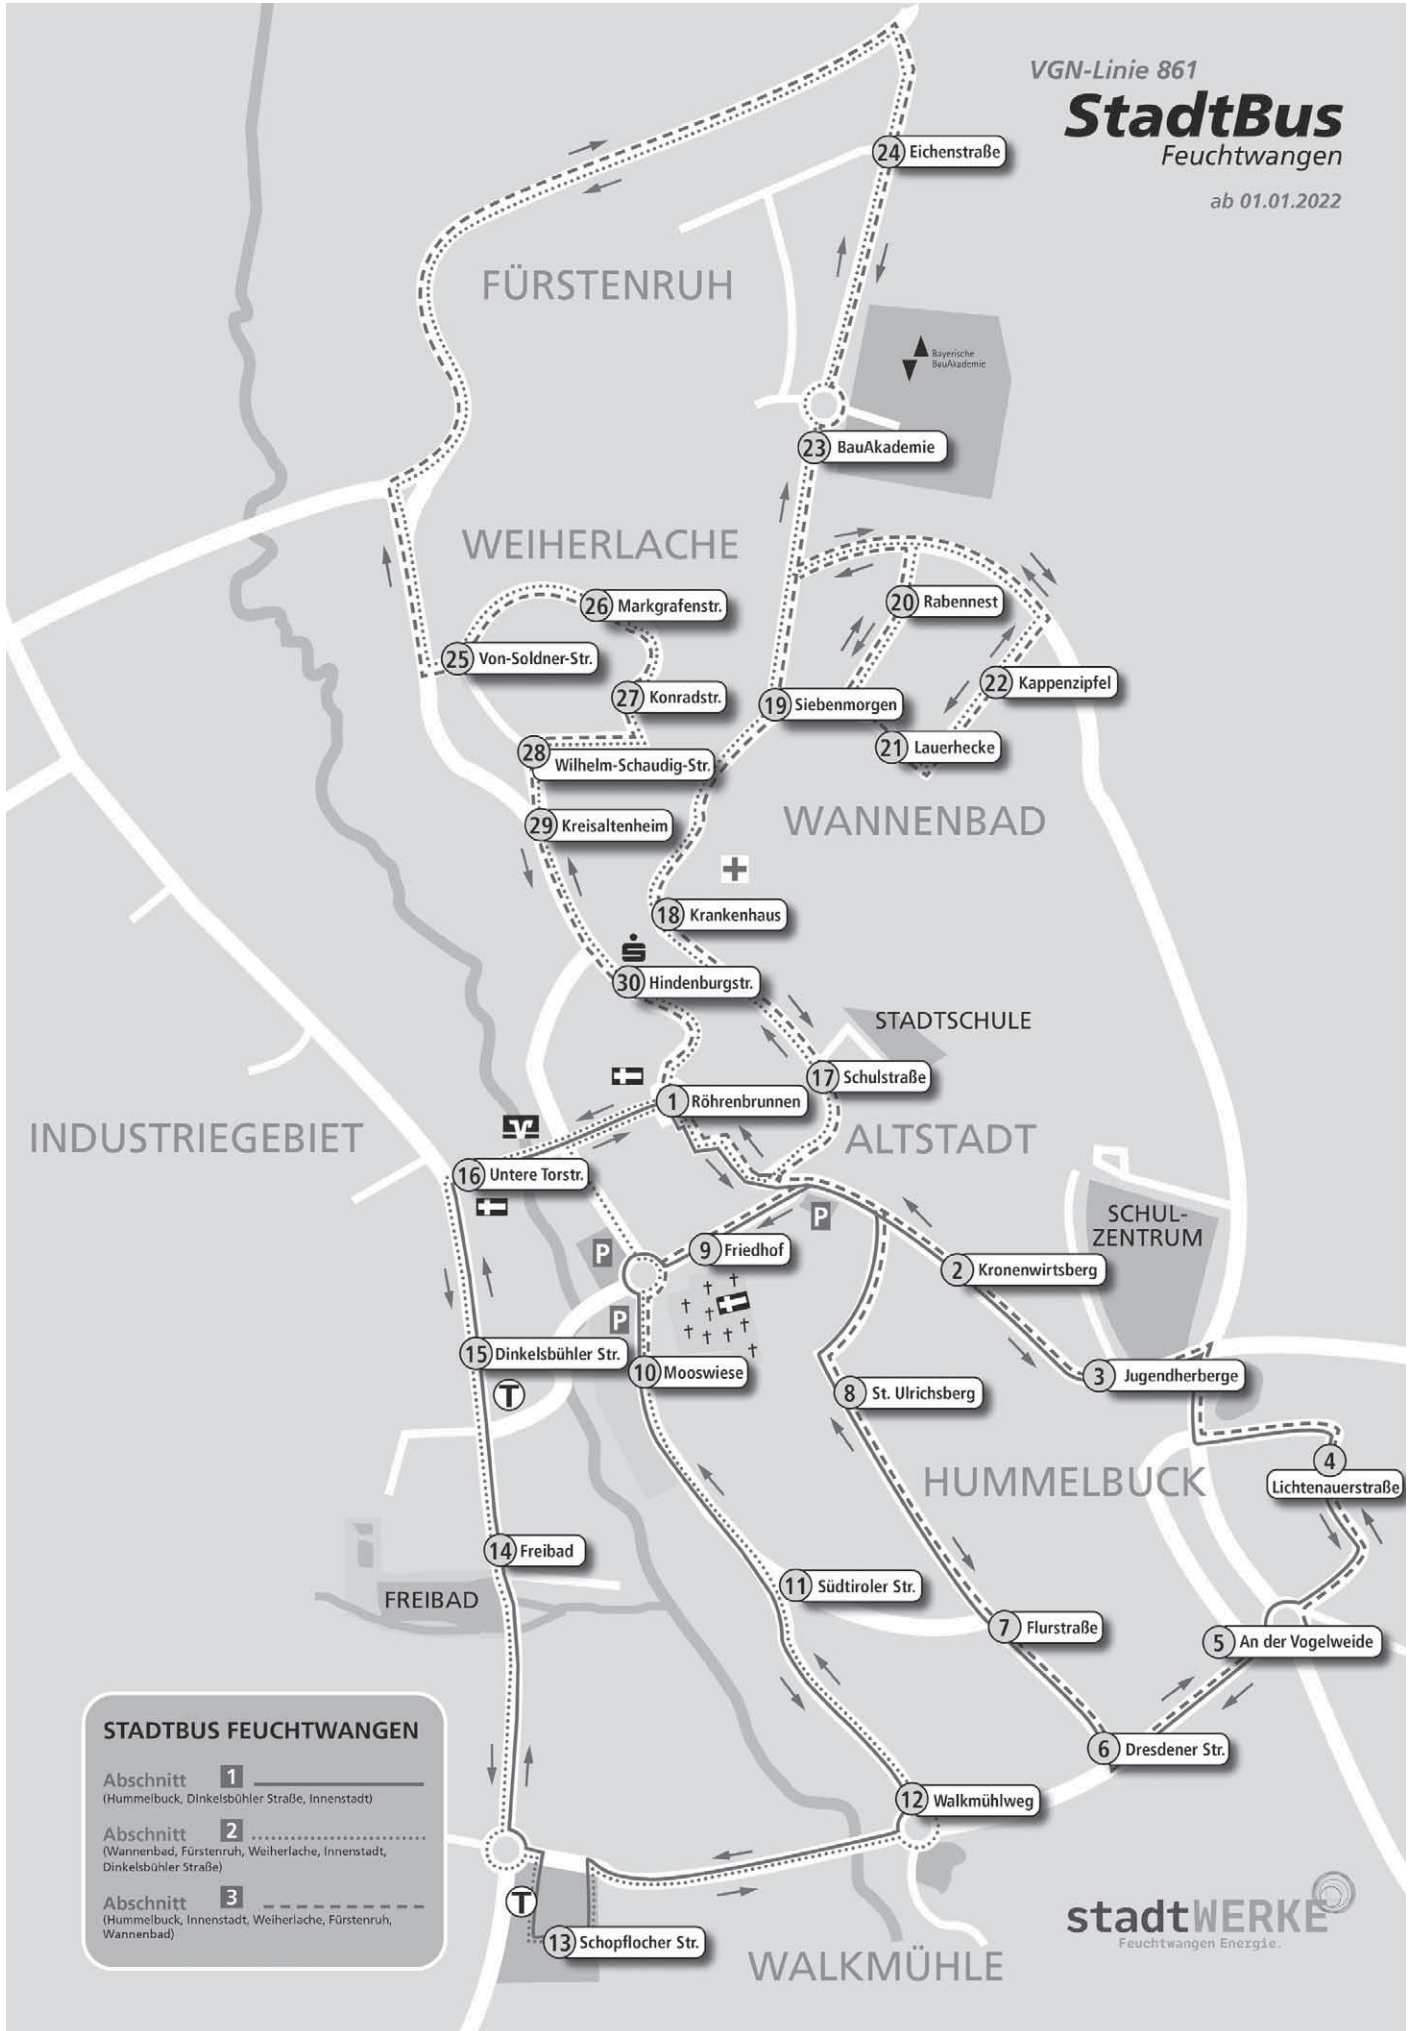 VGN-Linie 861
StadtBus
Feuchtwangen
ab 01.01.2022
24 Eichenstraße
FÜRSTENRUH
Bayerische
BauAkademie
23 BauAkademie
WEIHERLACHE
26 Markgrafenstr.
20 Rabennest
25 Von-Soldner-Str.
22 Kappenzipfel
27 Konradstr.
19 Siebenmorgen
21 Lauerhecke
28 Wilhelm-Schaudig-Str.
WANNENBAD
29 Kreisaltenheim
18 Krankenhaus
30 Hindenburgstr.
STADTSCHULE
17 Schulstraße
1 Röhrenbrunnen
INDUSTRIEGEBIET
ALTSTADT
16 Untere Torstr.
P
SCHUL-
ZENTRUM
P
9 Friedhof
2 Kronenwirtsberg
P
15 Dinkelsbühler Str.
10 Mooswiese
3 Jugendherberge
T
8 St. Ulrichsberg
4
Lichtenauerstraße
HUMMELBUCK
14 Freibad
11 Südtiroler Str.
FREIBAD
7 Flurstraße
5 An der Vogelweide
6 Dresdener Str.
12 Walkmühlweg
T
13 Schopflocher Str.
WALKMÜHLE
STADTBUS FEUCHTWANGEN
Abschnitt 1
(Hummelbuck, Dinkelsbühler Straße, Innenstadt)
Abschnitt 2
(Wannenbad, Fürstenruh, Weiherlache, Innenstadt,
Dinkelsbühler Straße)
Abschnitt 3
(Hummelbuck, Innenstadt, Weiherlache, Fürstenruh,
Wannenbad)
stadtWERKE
Feuchtwangen Energie.